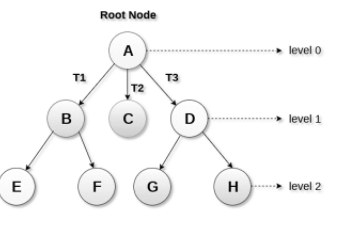 Root Node
A level 0
T1 T2 T3
B C D level 1
E F G H level 2